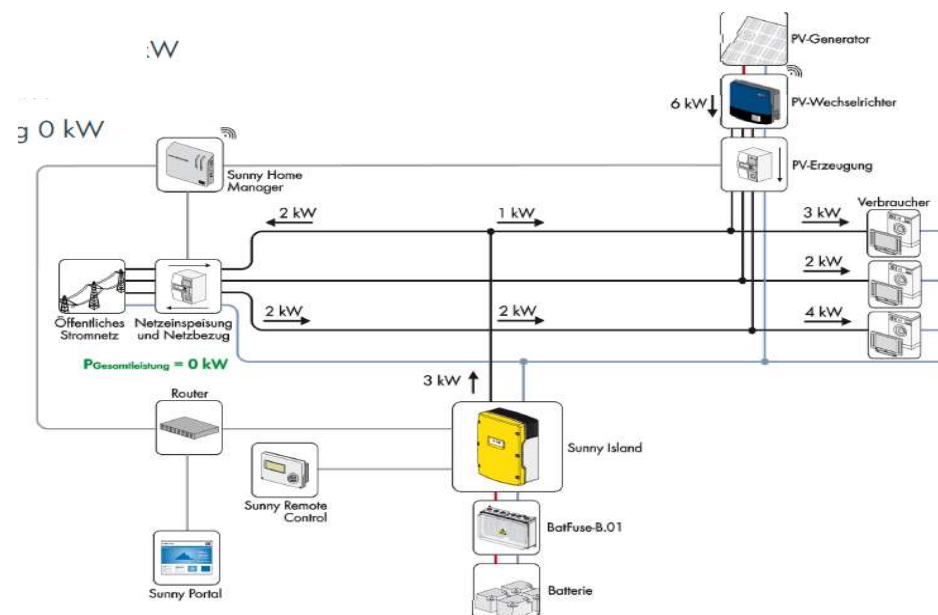 :W
g 0 kW
PV-Generator
6 kW
PV-Wechselrichter
PV-Erzeugung
Sunny Home
Manager
Verbraucher
2 kW
1 kW
3 kW
2 kW
2 kW
2 kW
4 kW
Öffentliches
Stromnetz
Netzeinspeisung
und Netzbezug
PGesamtleistung = 0 kW
3 kW
Router
Sunny Island
Sunny Remote
Control
BatFuse-B.01
Sunny Portal
Batterie